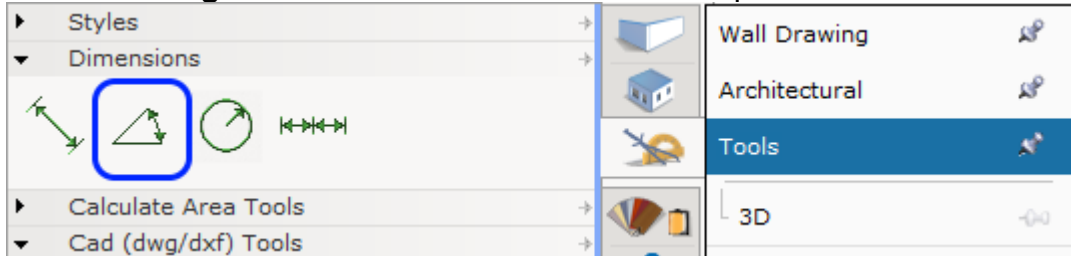 Styles
Dimensions
Calculate Area Tools
Cad (dwg/dxf) Tools
Wall Drawing
Architectural
Tools
3D